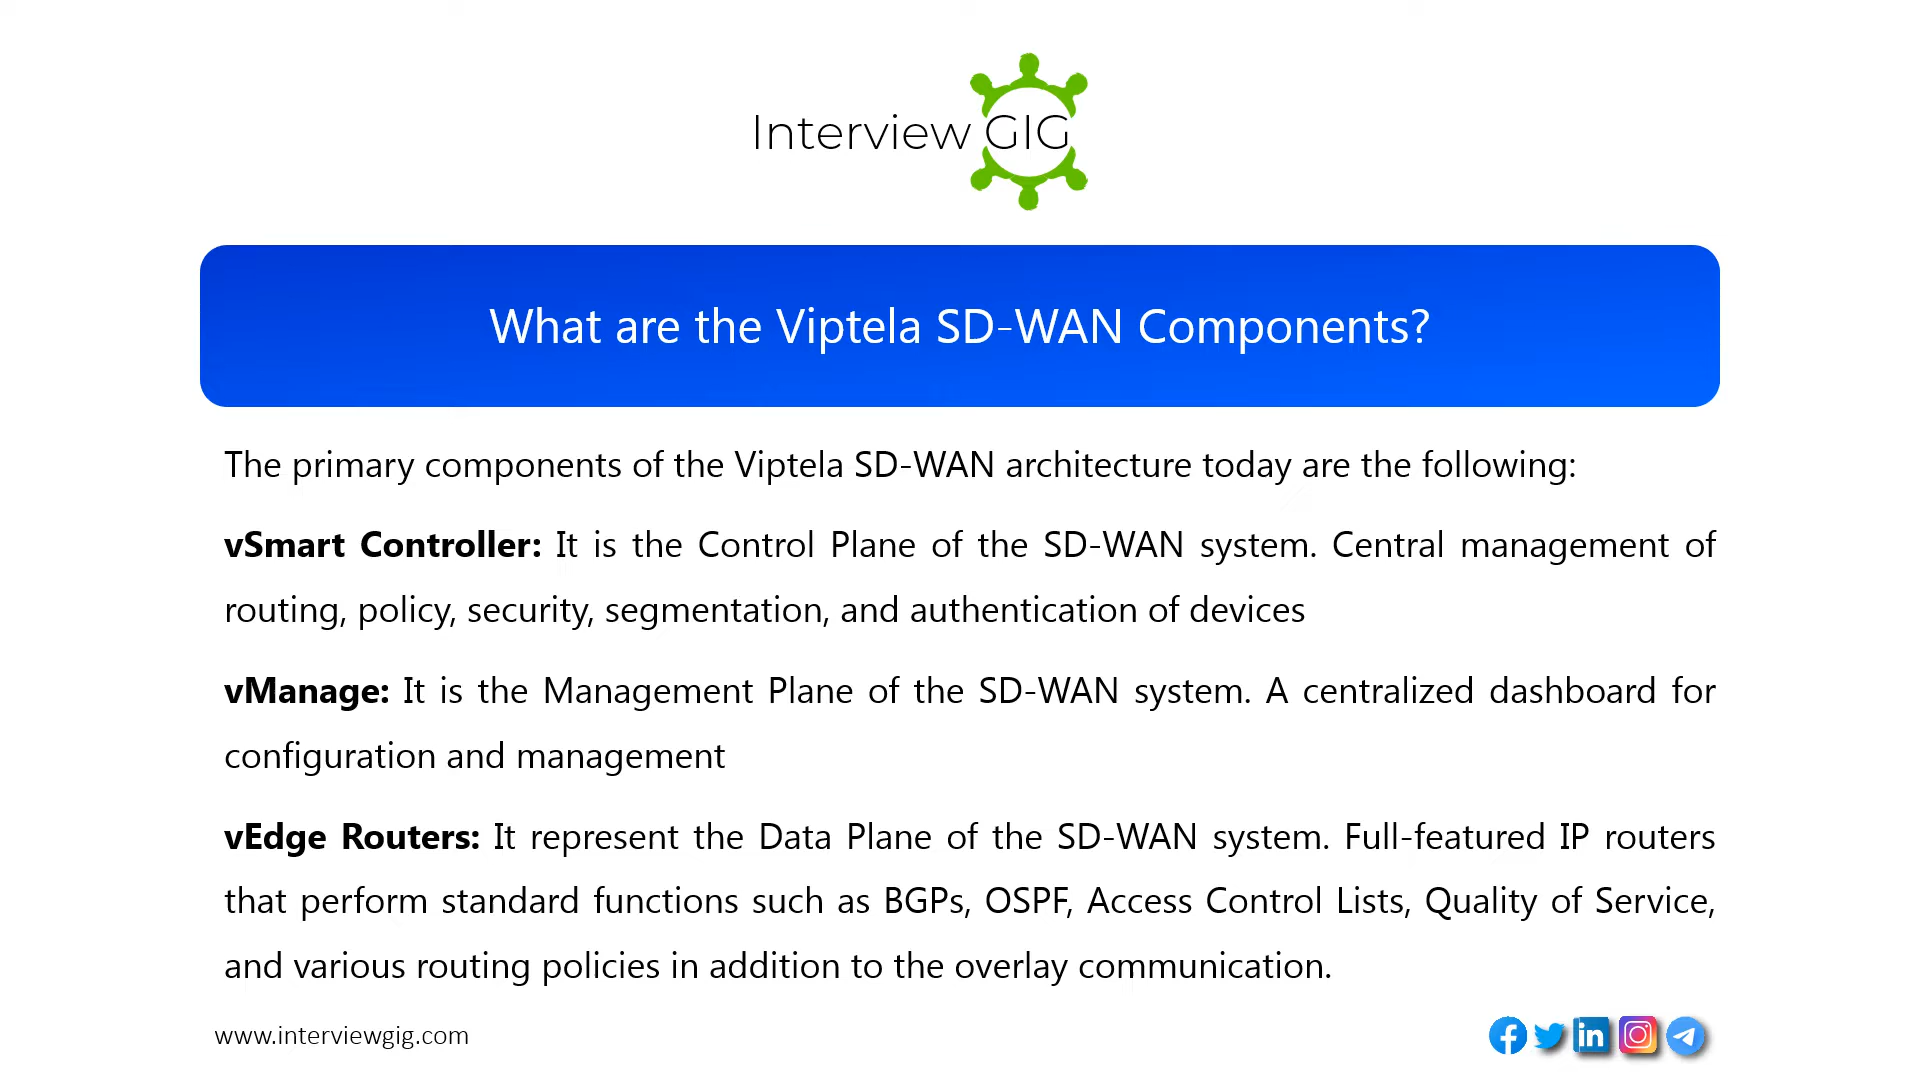 Interview GIG
What are the Viptela SD-WAN Components?
The primary components of the Viptela SD-WAN architecture today are the following:
vSmart Controller: It is the Control Plane of the SD-WAN system. Central management of
routing, policy, security, segmentation, and authentication of devices
vManage: It is the Management Plane of the SD-WAN system. A centralized dashboard for
configuration and management
vEdge Routers: It represent the Data Plane of the SD-WAN system. Full-featured IP routers
that perform standard functions such as BGPs, OSPF, Access Control Lists, Quality of Service,
and various routing policies in addition to the overlay communication.
www.interviewgig.com